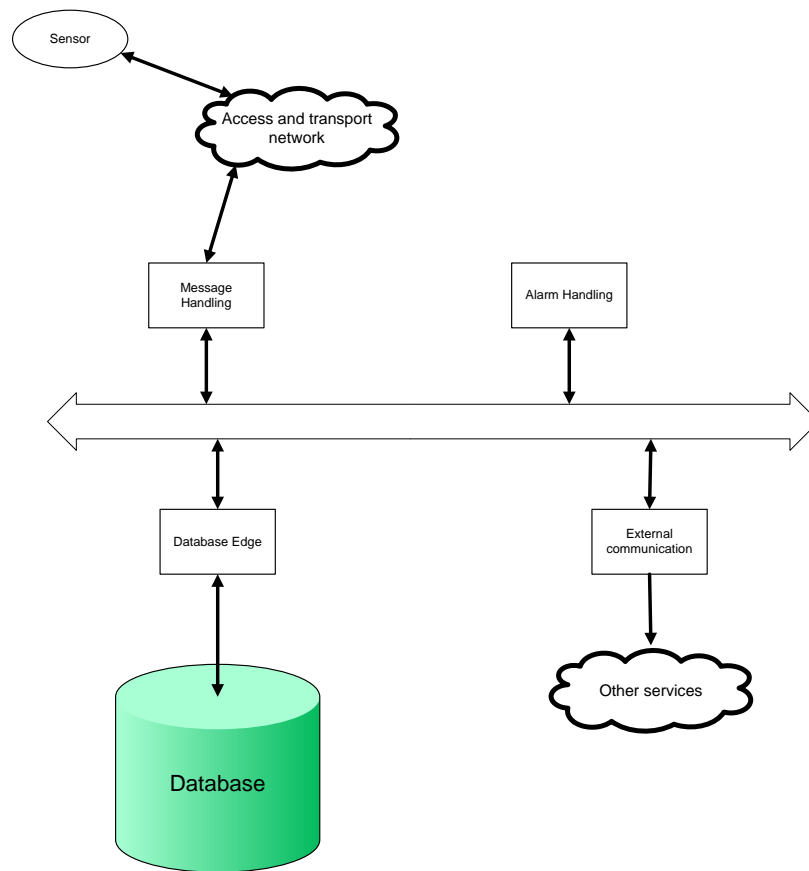 Sensor
Access and transport
network
Message
Handling
Alarm Handling
Database Edge
External
communication
Other services
Database